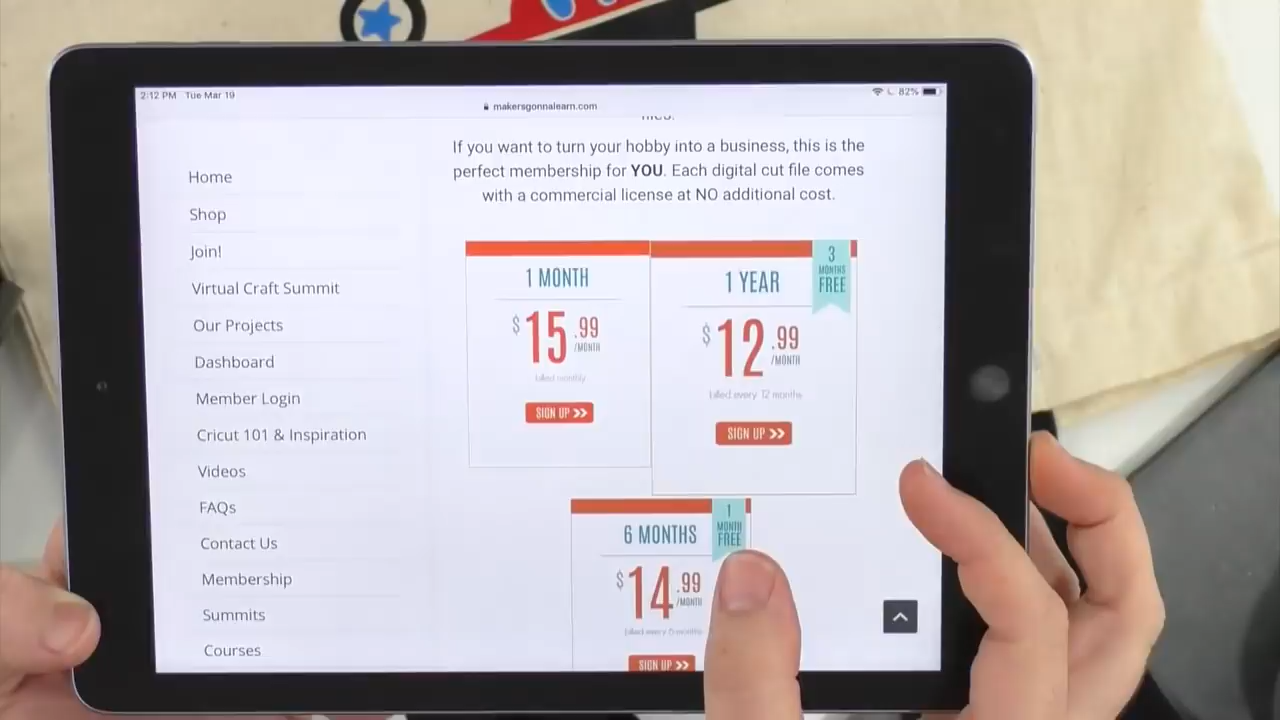 2:12 PM Tue Mar 19
82%
makersgonnalearn.com
If you want to turn your hobby into a business, this is the
perfect membership for YOU. Each digital cut file comes
with a commercial license at NO additional cost.
Home
Shop
Join!
Virtual Craft Summit
Our Projects
Dashboard
Member Login
Cricut 101 & Inspiration
Videos
FAQs
Contact Us
Membership
Summits
Courses
1 MONTH
$15.99
/MONTH
billed monthly
SIGN UP >>
1 YEAR
3
MONTHS
FREE
$12.99
/MONTH
billed every 12 months
SIGN UP >>
6 MONTHS
1
MONTH
FREE
$14.99
/MONTH
billed every 6 months
SIGN UP >>